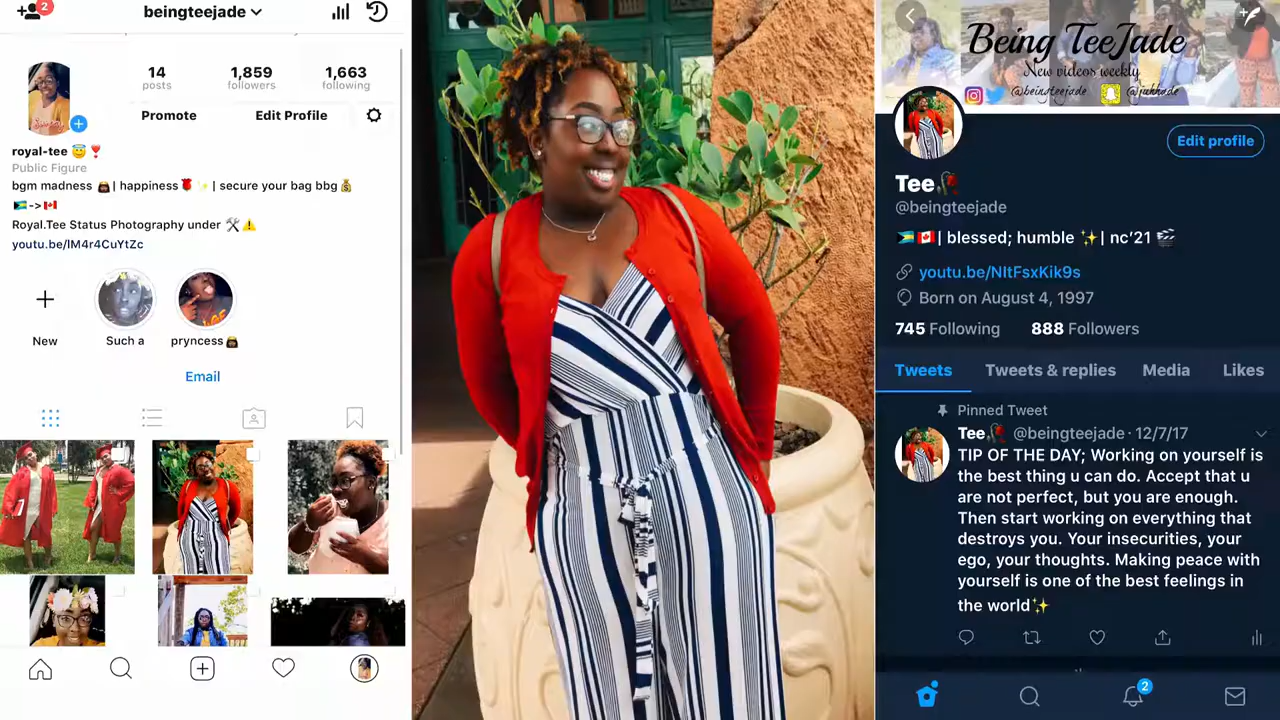 2
beingteejade
14
1,859
1,663
posts
followers
following
Promote
Edit Profile
royal-tee 😇❣️
Public Figure
bgm madness 👸🏿| happiness🌹✨| secure your bag bbg💰
🇧🇸->🇨🇦
Royal.Tee Status Photography under 🛠⚠️
youtu.be/lM4r4CuYtZc
New
Such a
pryncess👸🏿
Email
Being TeeJade
New videos weekly
@beingteejade
@juhhade
Edit profile
Tee🥀
@beingteejade
🇧🇸🇨🇦| blessed; humble ✨| nc'21 🎬
youtu.be/NItFsxKik9s
Born on August 4, 1997
745 Following 888 Followers
Tweets Tweets & replies Media Likes
Pinned Tweet
Tee🥀 @beingteejade · 12/7/17
TIP OF THE DAY; Working on yourself is
the best thing u can do. Accept that u
are not perfect, but you are enough.
Then start working on everything that
destroys you. Your insecurities, your
ego, your thoughts. Making peace with
yourself is one of the best feelings in
the world✨
2